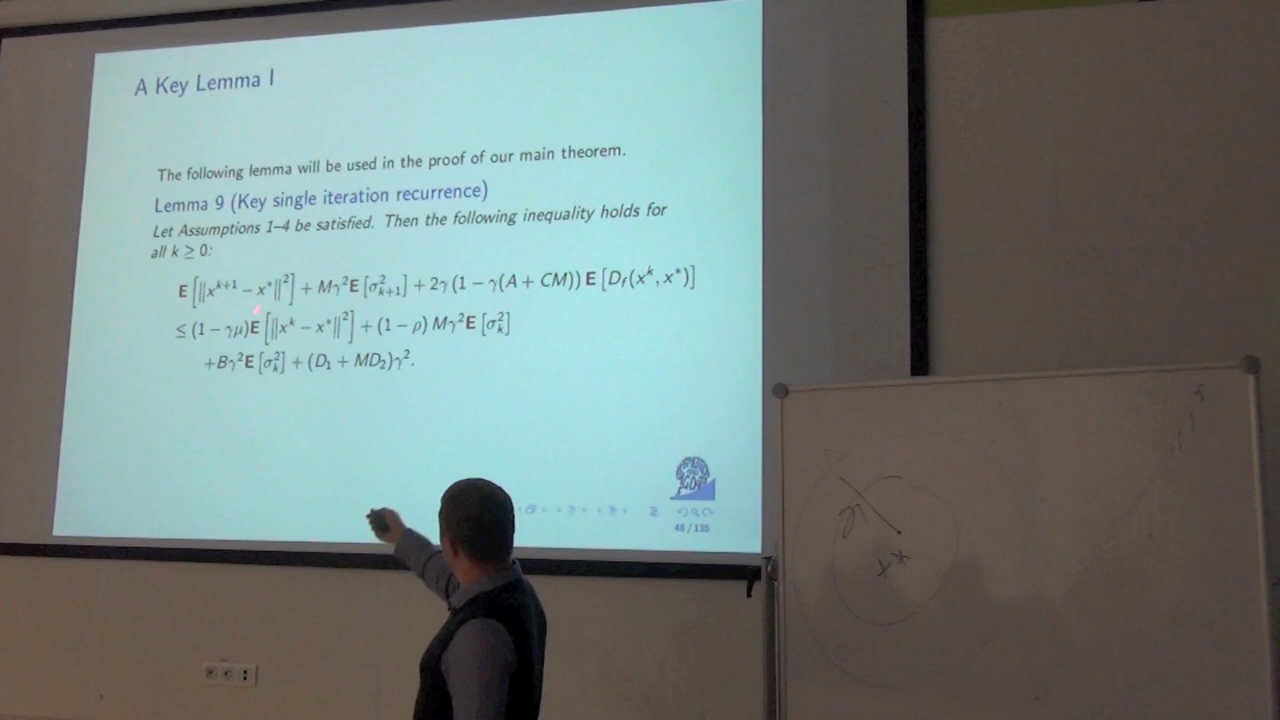 A Key Lemma I
The following lemma will be used in the proof of our main theorem.
Lemma 9 (Key single iteration recurrence)
Let Assumptions 1–4 be satisfied. Then the following inequality holds for
all k ≥ 0:
E [‖x^{k+1} − x*‖²] + Mγ²E [σ²_{k+1}] + 2γ (1 − γ(A + CM)) E [D_f(x^k, x*)]
≤ (1 − γμ)E [‖x^k − x*‖²] + (1 − ρ) Mγ²E [σ²_k]
+Bγ²E [σ²_k] + (D₁ + MD₂)γ².
48 / 135